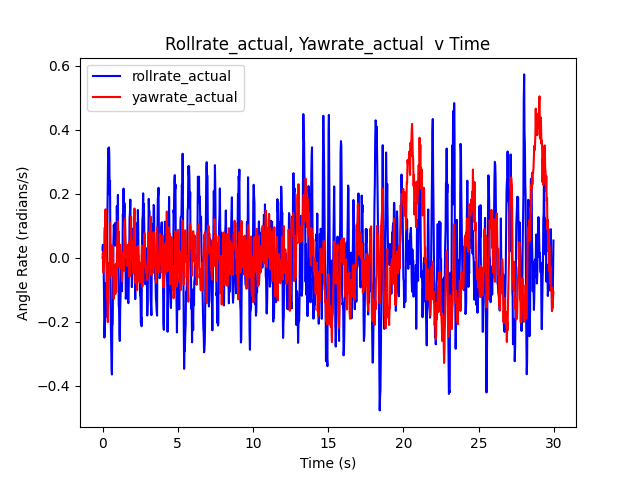 Rollrate_actual, Yawrate_actual  v Time
rollrate_actual
yawrate_actual
Angle Rate (radians/s)
0.6
0.4
0.2
0.0
−0.2
−0.4
0 5 10 15 20 25 30
Time (s)